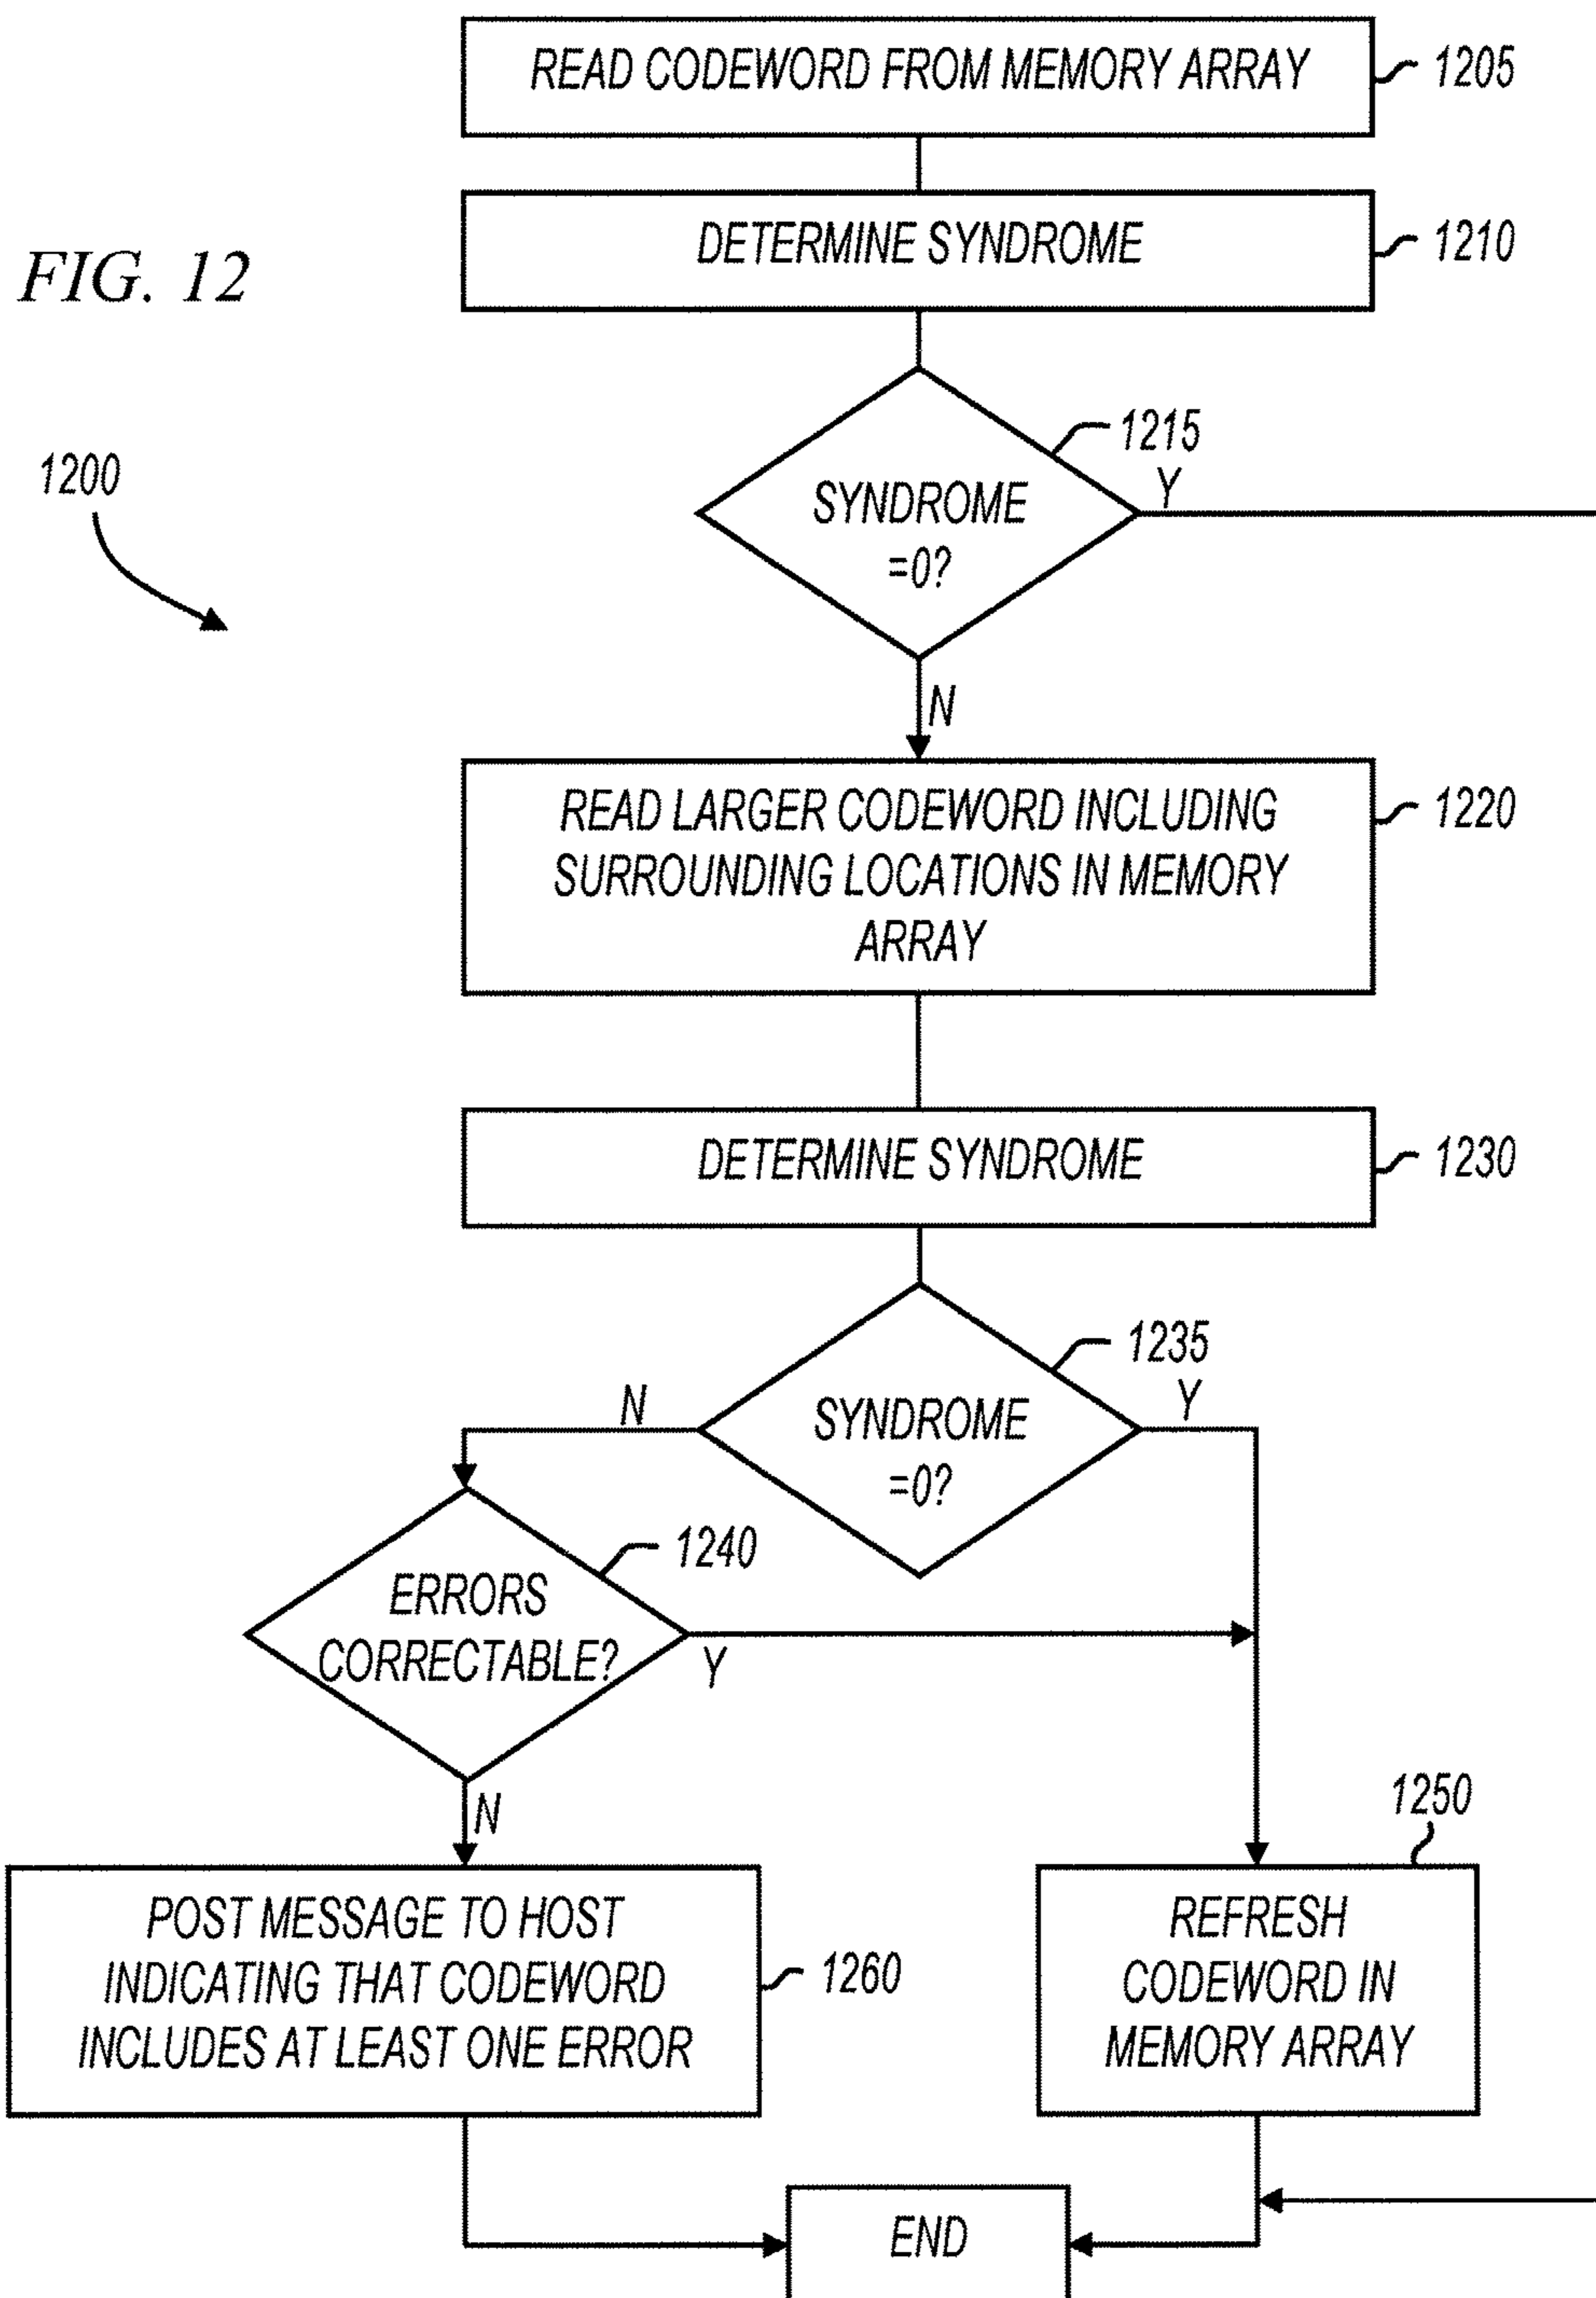 READ CODEWORD FROM MEMORY ARRAY
1205
DETERMINE SYNDROME
1210
FIG. 12
1215
Y
SYNDROME
=0?
1200
N
READ LARGER CODEWORD INCLUDING
SURROUNDING LOCATIONS IN MEMORY
ARRAY
1220
DETERMINE SYNDROME
1230
1235
N
Y
SYNDROME
=0?
1240
ERRORS
CORRECTABLE?
Y
N
1250
POST MESSAGE TO HOST
INDICATING THAT CODEWORD
INCLUDES AT LEAST ONE ERROR
1260
REFRESH
CODEWORD IN
MEMORY ARRAY
END